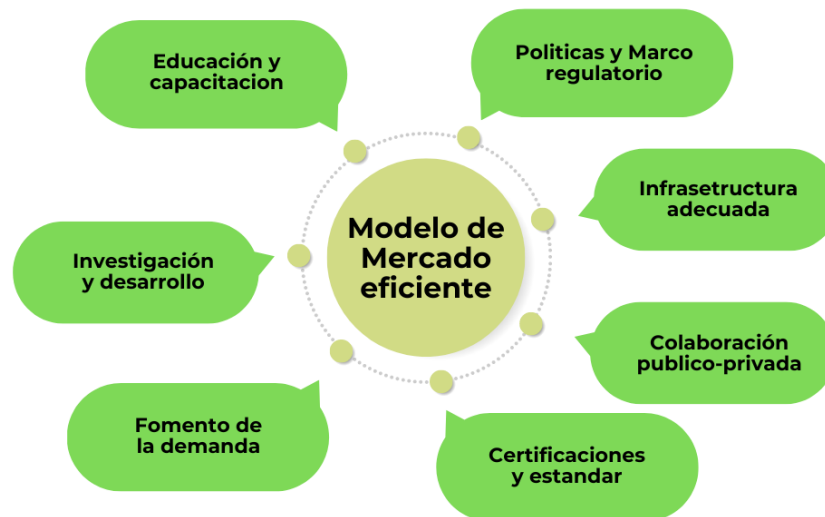 Educación y
capacitacion
Politicas y Marco
regulatorio
Infrasetructura
adecuada
Modelo de
Mercado
eficiente
Investigación
y desarrollo
Colaboración
publico-privada
Fomento de
la demanda
Certificaciones
y estandar